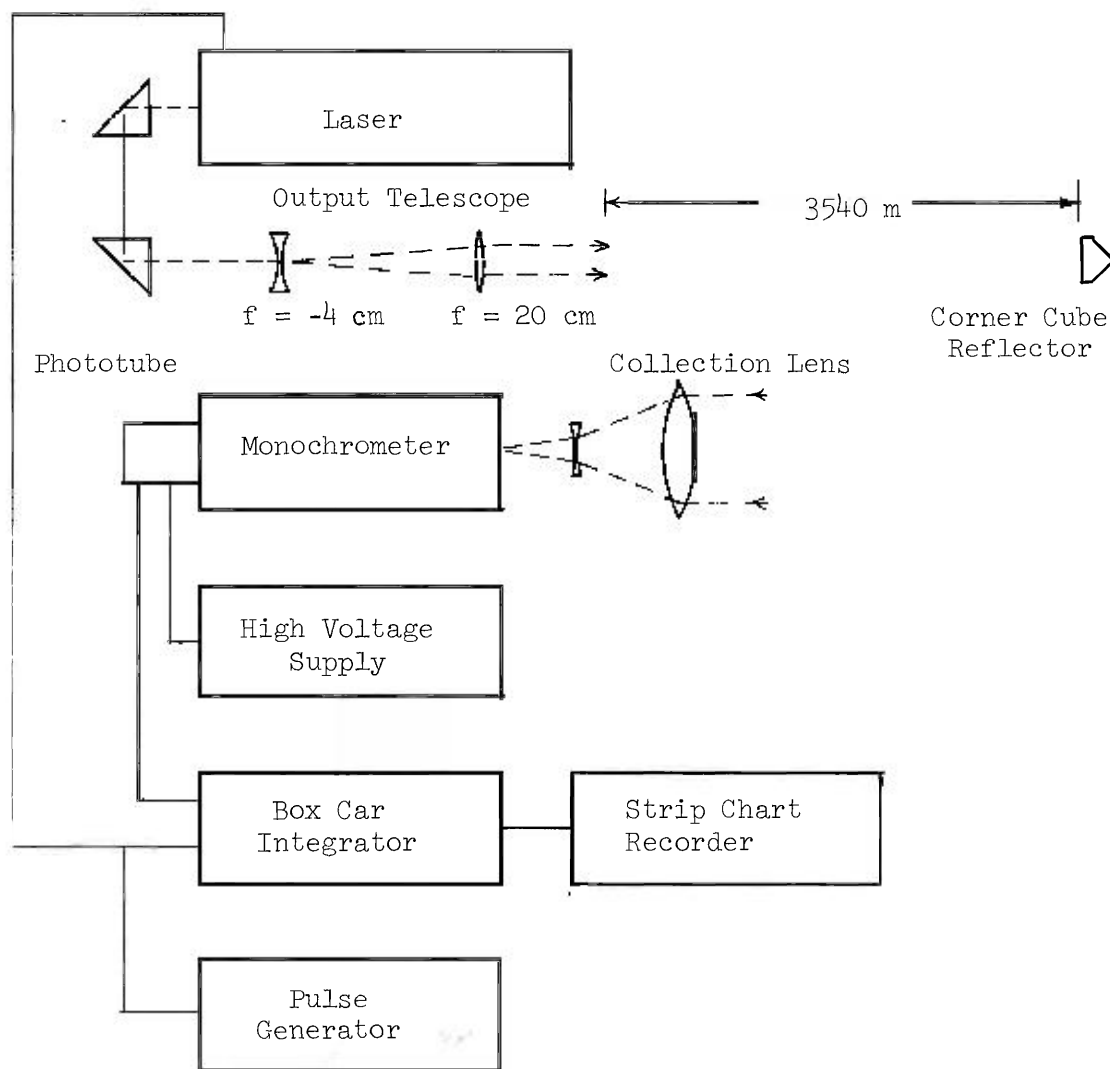 Laser
Output Telescope
3540 m
f = -4 cm
f = 20 cm
Corner Cube
Reflector
Phototube
Collection Lens
Monochrometer
High Voltage
Supply
Box Car
Integrator
Strip Chart
Recorder
Pulse
Generator